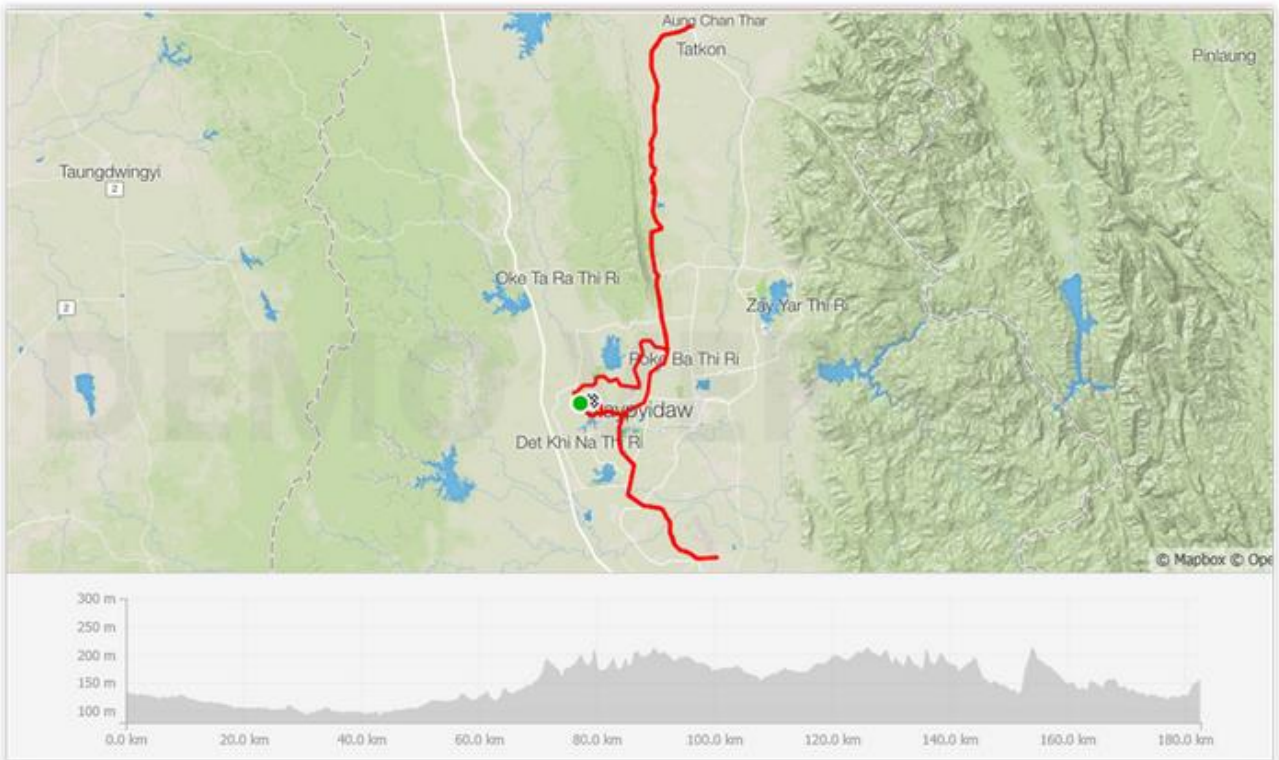 Aung Chan Thar
Tatkon
Pinlaung
Taungdwingyi
2
Oke Ta Ra Thi Ri
Zay Yar Thi Ri
2
Poke Ba Thi Ri
Naypyidaw
Det Khi Na Thi Ri
© Mapbox © Ope
300 m
250 m
200 m
150 m
100 m
0.0 km 20.0 km 40.0 km 60.0 km 80.0 km 100.0 km 120.0 km 140.0 km 160.0 km 180.0 km